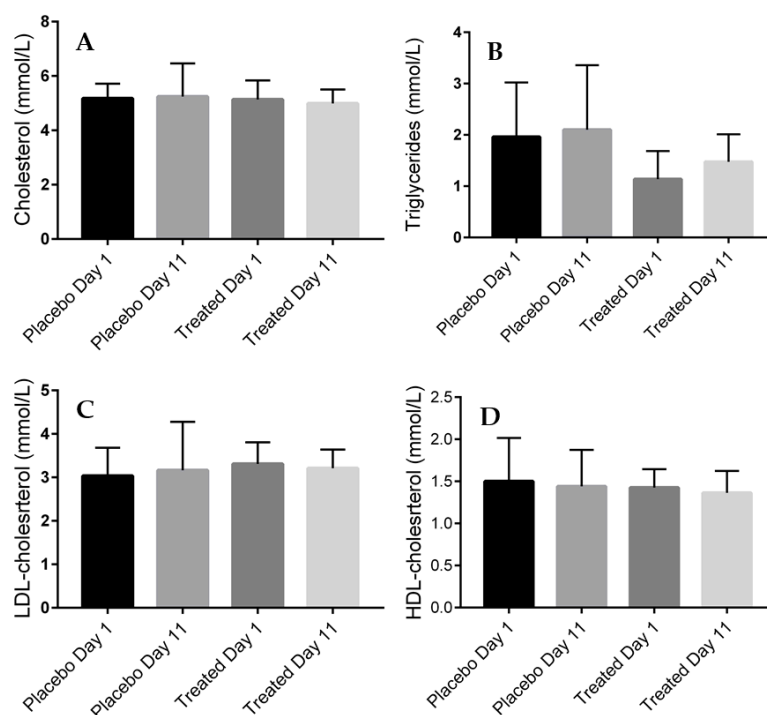 A
Cholesterol (mmol/L)
8
6
4
2
0
Placebo Day 1
Placebo Day 11
Treated Day 1
Treated Day 11
B
Triglycerides (mmol/L)
4
3
2
1
0
Placebo Day 1
Placebo Day 11
Treated Day 1
Treated Day 11
C
LDL-cholesrterol (mmol/L)
5
4
3
2
1
0
Placebo Day 1
Placebo Day 11
Treated Day 1
Treated Day 11
D
HDL-cholesrterol (mmol/L)
2.5
2.0
1.5
1.0
0.5
0.0
Placebo Day 1
Placebo Day 11
Treated Day 1
Treated Day 11